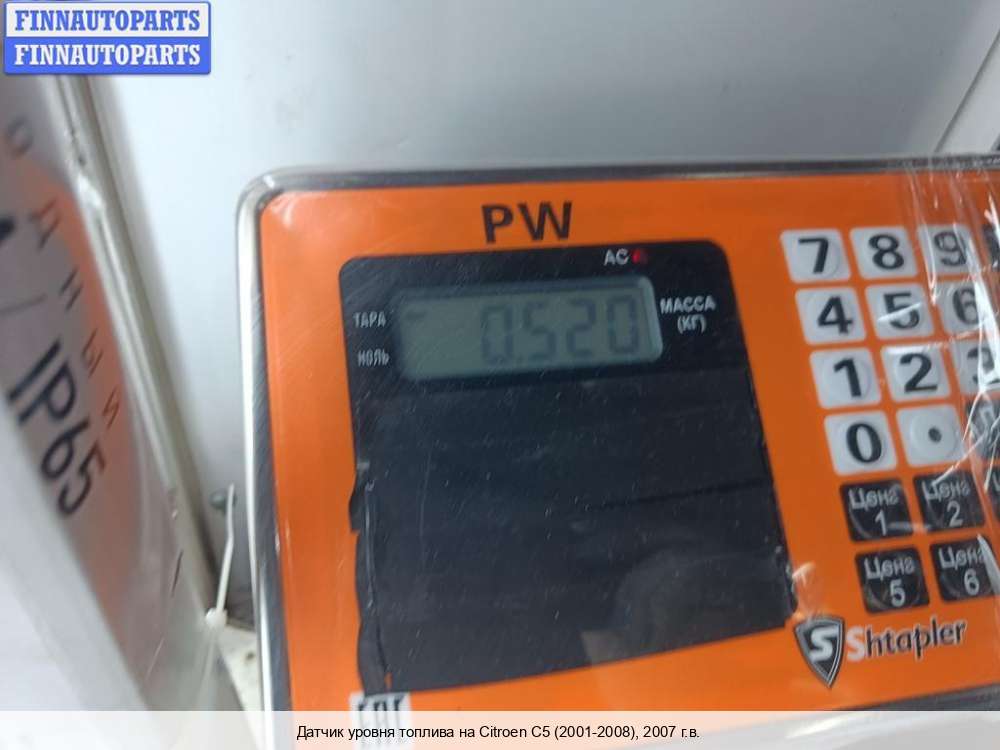 FINNAUTOPARTS
FINNAUTOPARTS
PW
AC
ТАРА
НОЛЬ
0.520
МАССА
(КГ)
7 8 9
4 5 6
1 2 3
0 .
Цена 1
Цена 2
Цена 5
Цена 6
Shtapler
IP65
EAC
Датчик уровня топлива на Citroen C5 (2001-2008), 2007 г.в.